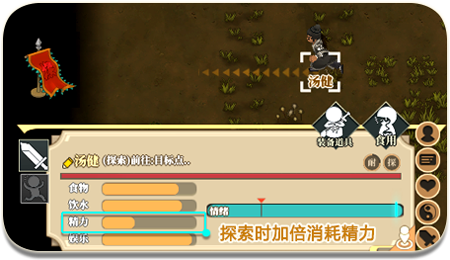 汤健
装备道具
食用
汤健 (探索)前往:目标点..
耐 探
食物
饮水
情绪
精力
探索时加倍消耗精力
娱乐